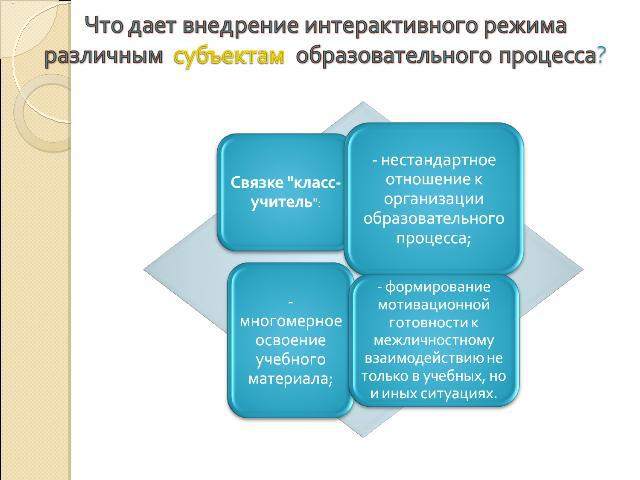 Что дает внедрение интерактивного режима
различным субъектам образовательного процесса?
Связке "класс-
учитель":
- нестандартное
отношение к
организации
образовательного
процесса;
-
многомерное
освоение
учебного
материала;
- формирование
мотивационной
готовности к
межличностному
взаимодействию не
только в учебных, но
и иных ситуациях.